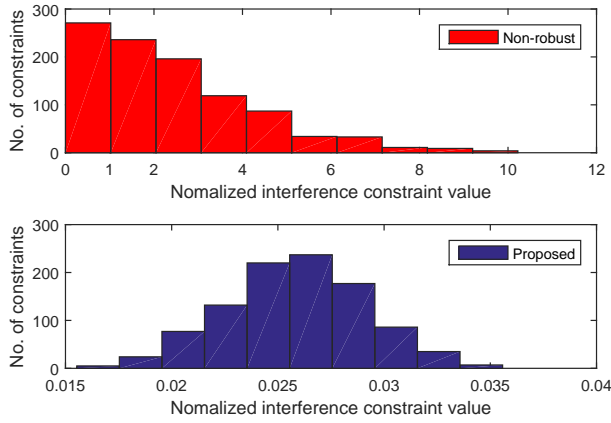 300
200
100
0
No. of constraints
Non-robust
0 1 2 4 6 8 10 12
Nomalized interference constraint value
300
200
100
0
No. of constraints
Proposed
0.015 0.02 0.025 0.03 0.035 0.04
Nomalized interference constraint value